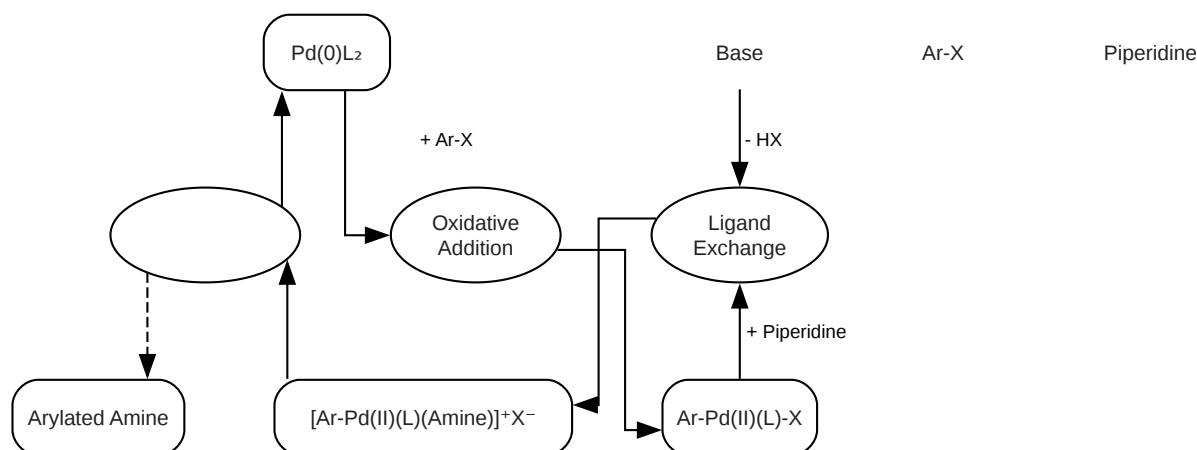 Pd(0)L₂
Base
Ar-X
Piperidine
+ Ar-X
- HX
Oxidative
Addition
Ligand
Exchange
+ Piperidine
Arylated Amine
[Ar-Pd(II)(L)(Amine)]⁺X⁻
Ar-Pd(II)(L)-X